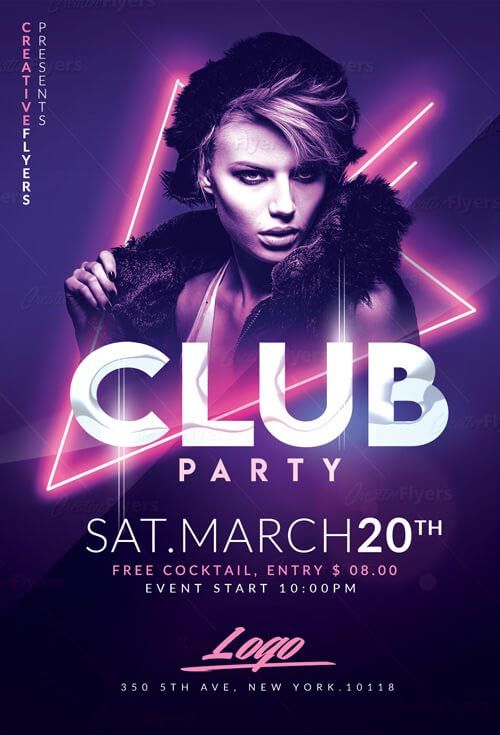 CREATIVEFLYERS
PRESENTS
CLUB
PARTY
SAT.MARCH20TH
FREE COCKTAIL, ENTRY $ 08.00
EVENT START 10:00PM
Logo
350 5TH AVE, NEW YORK.10118
CreativeFlyers